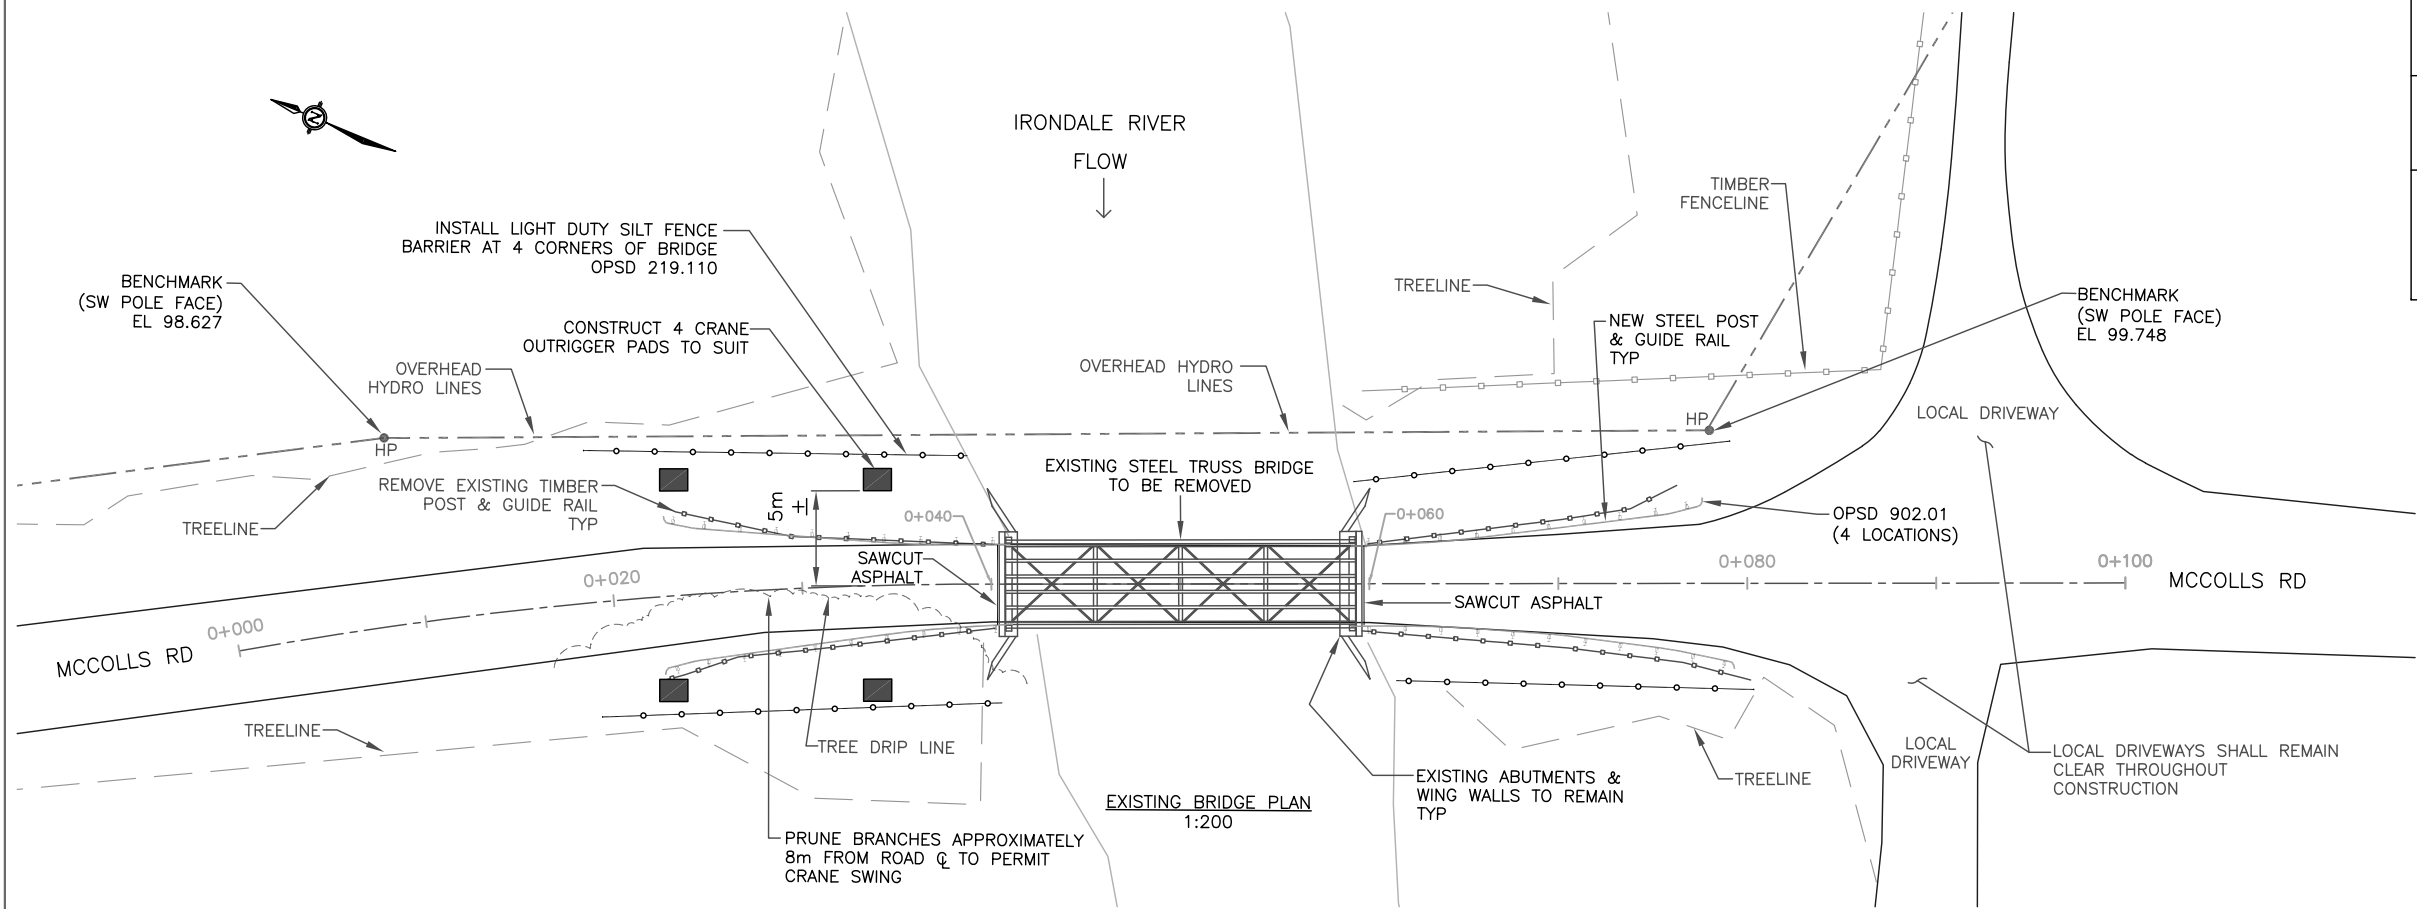 N
IRONDALE RIVER
FLOW
INSTALL LIGHT DUTY SILT FENCE
BARRIER AT 4 CORNERS OF BRIDGE
OPSD 219.110
TIMBER
FENCELINE
BENCHMARK
(SW POLE FACE)
EL 98.627
CONSTRUCT 4 CRANE
OUTRIGGER PADS TO SUIT
TREELINE
NEW STEEL POST
& GUIDE RAIL
TYP
BENCHMARK
(SW POLE FACE)
EL 99.748
OVERHEAD
HYDRO LINES
OVERHEAD HYDRO
LINES
HP
HP
LOCAL DRIVEWAY
REMOVE EXISTING TIMBER
POST & GUIDE RAIL
TYP
TREELINE
5m
±
EXISTING STEEL TRUSS BRIDGE
TO BE REMOVED
0+040
0+060
OPSD 902.01
(4 LOCATIONS)
SAWCUT
ASPHALT
0+000
0+020
0+080
0+100
MCCOLLS RD
MCCOLLS RD
SAWCUT ASPHALT
TREELINE
TREE DRIP LINE
EXISTING ABUTMENTS &
WING WALLS TO REMAIN
TYP
TREELINE
LOCAL
DRIVEWAY
LOCAL DRIVEWAYS SHALL REMAIN
CLEAR THROUGHOUT
CONSTRUCTION
EXISTING BRIDGE PLAN
1:200
PRUNE BRANCHES APPROXIMATELY
8m FROM ROAD ℄ TO PERMIT
CRANE SWING